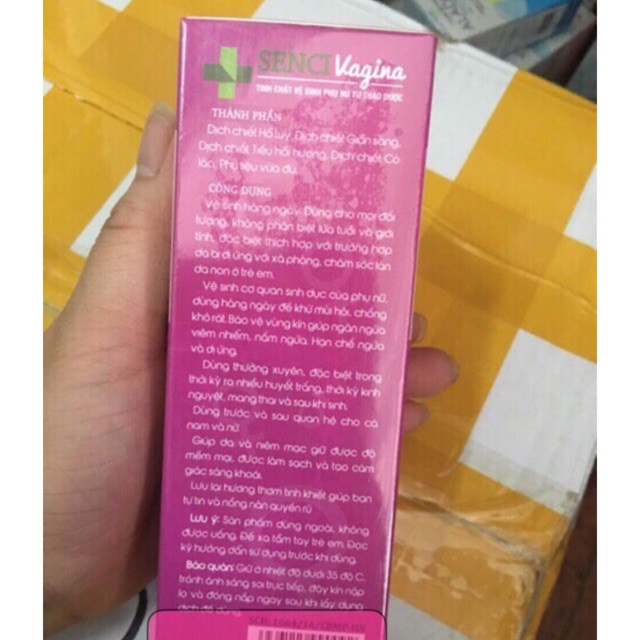 SENCI Vagina
TINH CHẤT VỆ SINH PHỤ NỮ TỪ THẢO DƯỢC
THÀNH PHẦN
Dịch chiết Hổ Luy, Dịch chiết Giần sàng,
Dịch chiết Tiểu hồi hương, Dịch chiết Cỏ
lào, Phụ liệu vừa đủ.
CÔNG DỤNG
Vệ sinh hàng ngày. Dùng cho mọi đối
tượng, không phân biệt lứa tuổi và giới
tính, đặc biệt thích hợp với trường hợp
da bị dị ứng với xà phòng, chăm sóc làn
da non ở trẻ em.
Vệ sinh cơ quan sinh dục của phụ nữ,
dùng hàng ngày để khử mùi hôi, chống
khô rát. Bảo vệ vùng kín giúp ngăn ngừa
viêm nhiễm, nấm ngứa. Hạn chế ngứa
và dị ứng.
Dùng thường xuyên, đặc biệt trong
thời kỳ ra nhiều huyết trắng, thời kỳ kinh
nguyệt, mang thai và sau khi sinh.
Dùng trước và sau quan hệ cho cả
nam và nữ.
Giúp da và niêm mạc giữ được độ
mềm mại, được làm sạch và tạo cảm
giác sảng khoái.
Lưu lại hương thơm tinh khiết giúp bạn
tự tin và nồng nàn quyến rũ
Lưu ý: Sản phẩm dùng ngoài, không
được uống. Để xa tầm tay trẻ em. Đọc
kỹ hướng dẫn sử dụng trước khi dùng.
Bảo quản: Giữ ở nhiệt độ dưới 35 độ C,
tránh ánh sáng soi trực tiếp, đậy kín nắp
lọ và đóng nắp ngay sau khi lấy dung
dịch để dùng
1064/16/CBMP-HN